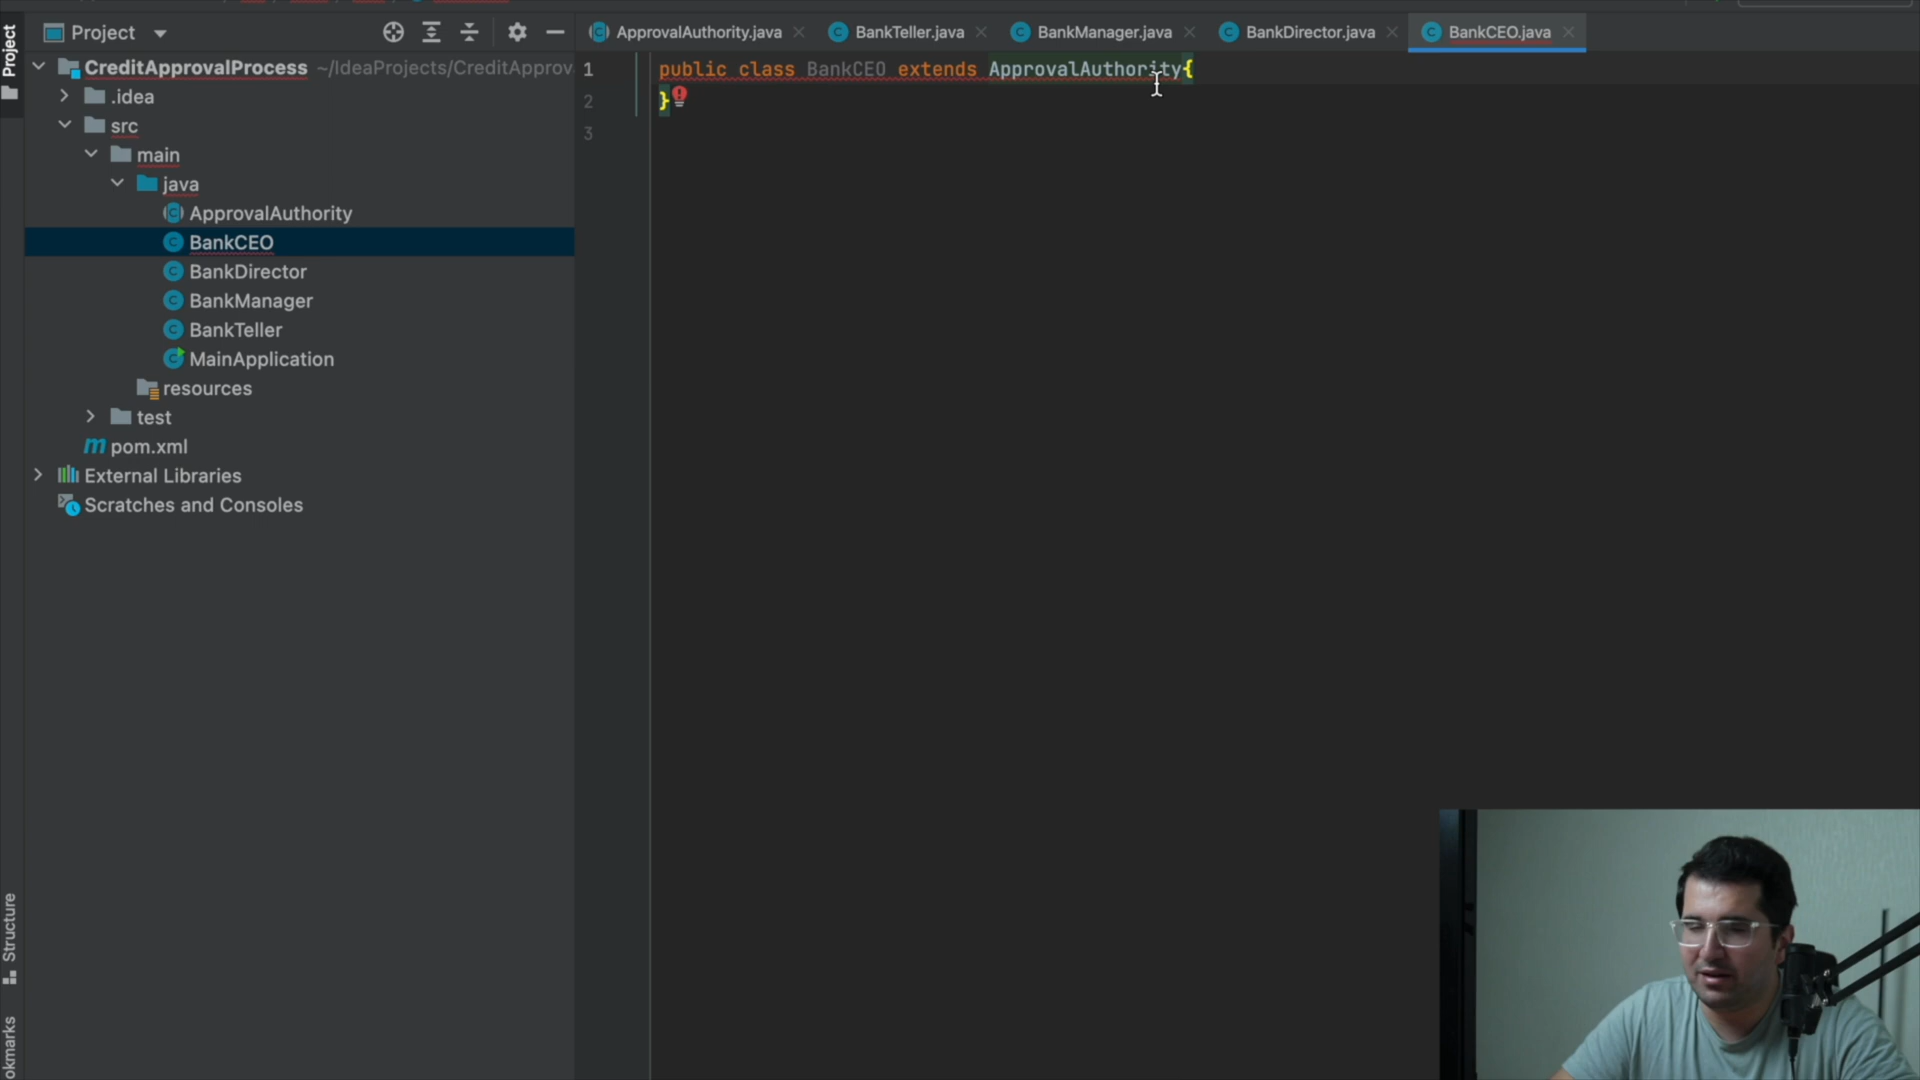 Project
ApprovalAuthority.java
BankTeller.java
BankManager.java
BankDirector.java
BankCEO.java
Project
CreditApprovalProcess ~/IdeaProjects/CreditApprov
.idea
src
main
java
ApprovalAuthority
BankCEO
BankDirector
BankManager
BankTeller
MainApplication
resources
test
pom.xml
External Libraries
Scratches and Consoles
1 public class BankCEO extends ApprovalAuthority{
2 }
3
Structure
okmarks